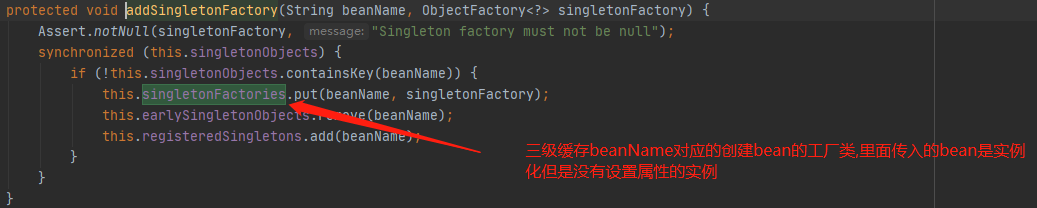 protected void addSingletonFactory(String beanName, ObjectFactory<?> singletonFactory) {
Assert.notNull(singletonFactory, message: "Singleton factory must not be null");
synchronized (this.singletonObjects) {
if (!this.singletonObjects.containsKey(beanName)) {
this.singletonFactories.put(beanName, singletonFactory);
this.earlySingletonObjects.remove(beanName);
this.registeredSingletons.add(beanName);
三级缓存beanName对应的创建bean的工厂类,里面传入的bean是实例
化但是没有设置属性的实例
}
}
}